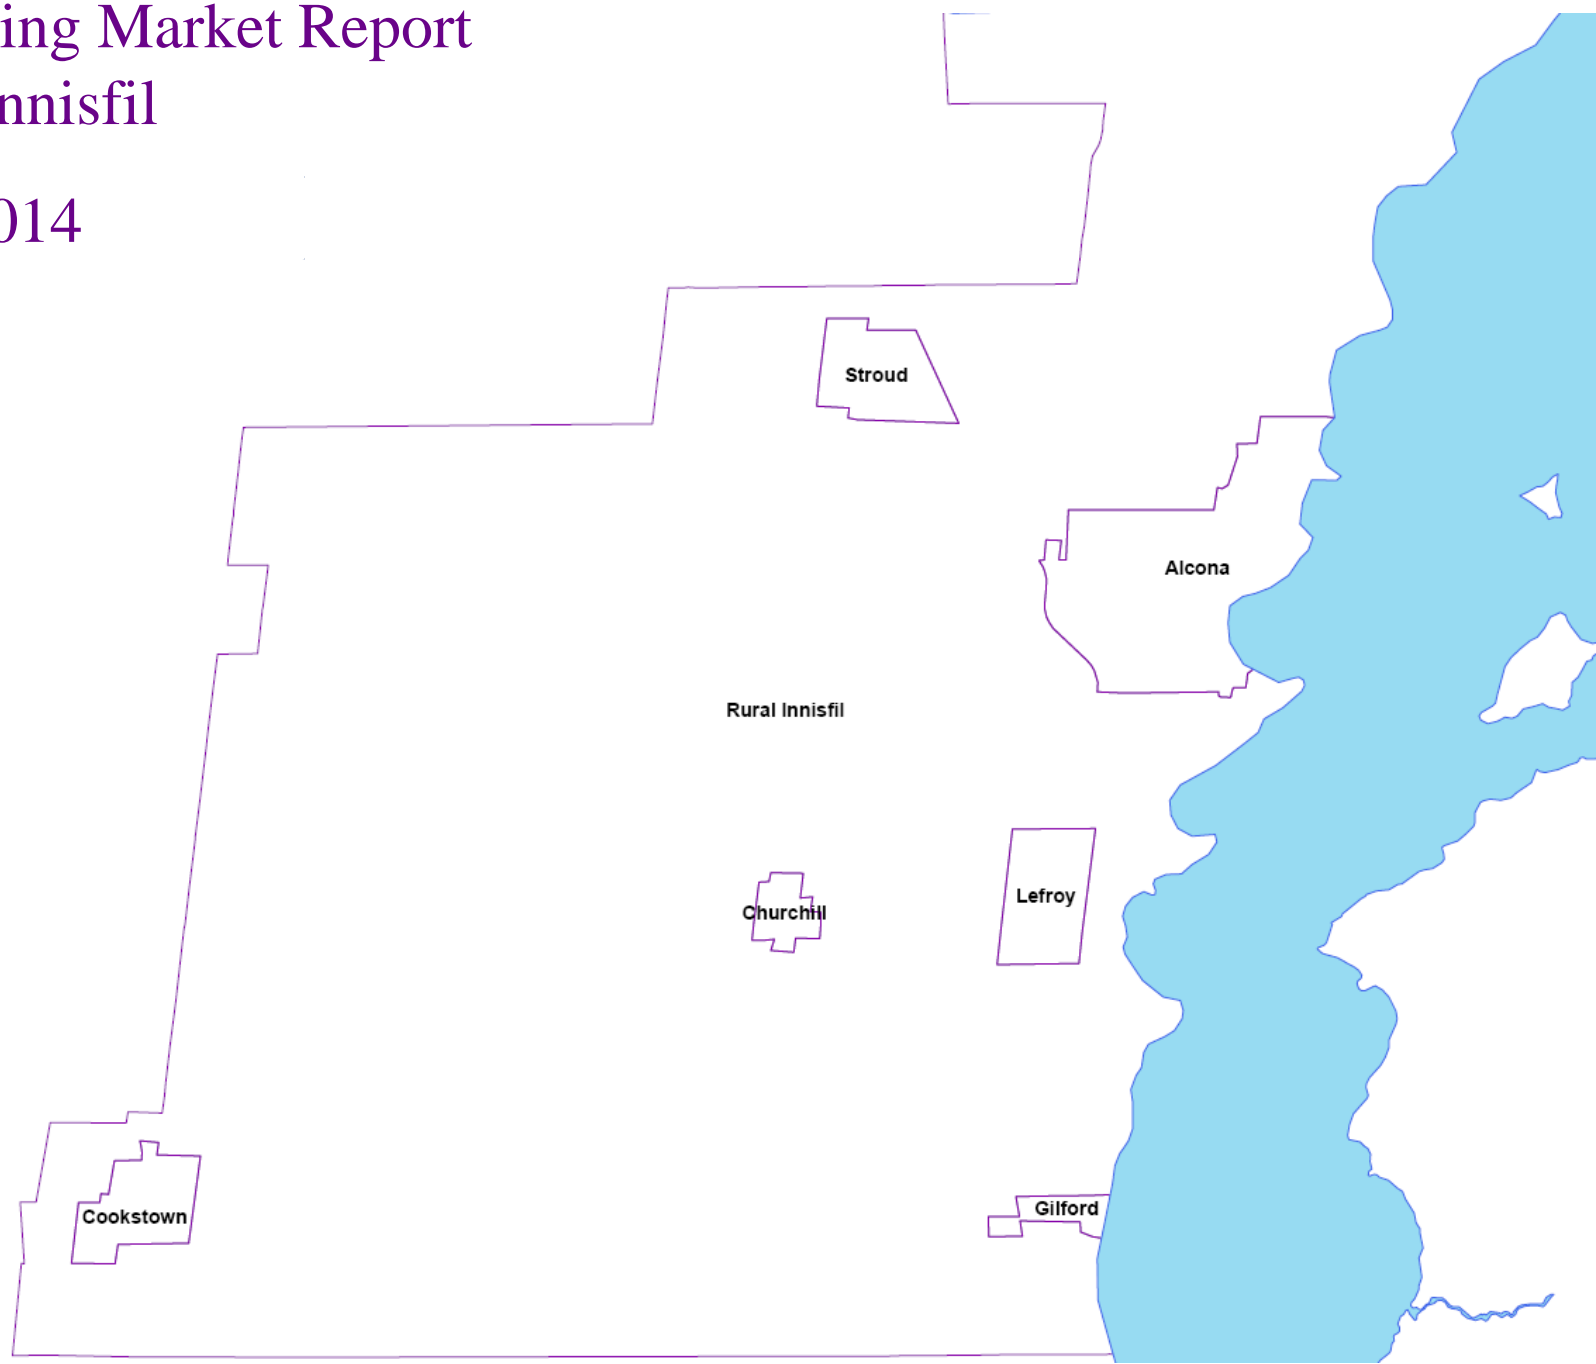 ing Market Report
nnisfil
014
Stroud
Alcona
Rural Innisfil
Lefroy
Churchill
Gilford
Cookstown